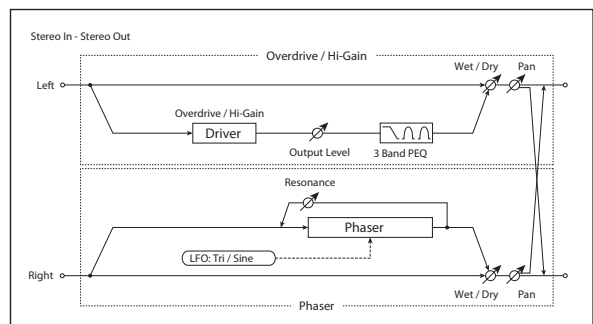 Stereo In - Stereo Out
Overdrive / Hi-Gain
Wet / Dry
Pan
Left
Overdrive / Hi-Gain
Driver
Output Level
3 Band PEQ
Resonance
Phaser
LFO: Tri / Sine
Right
Wet / Dry
Pan
Phaser